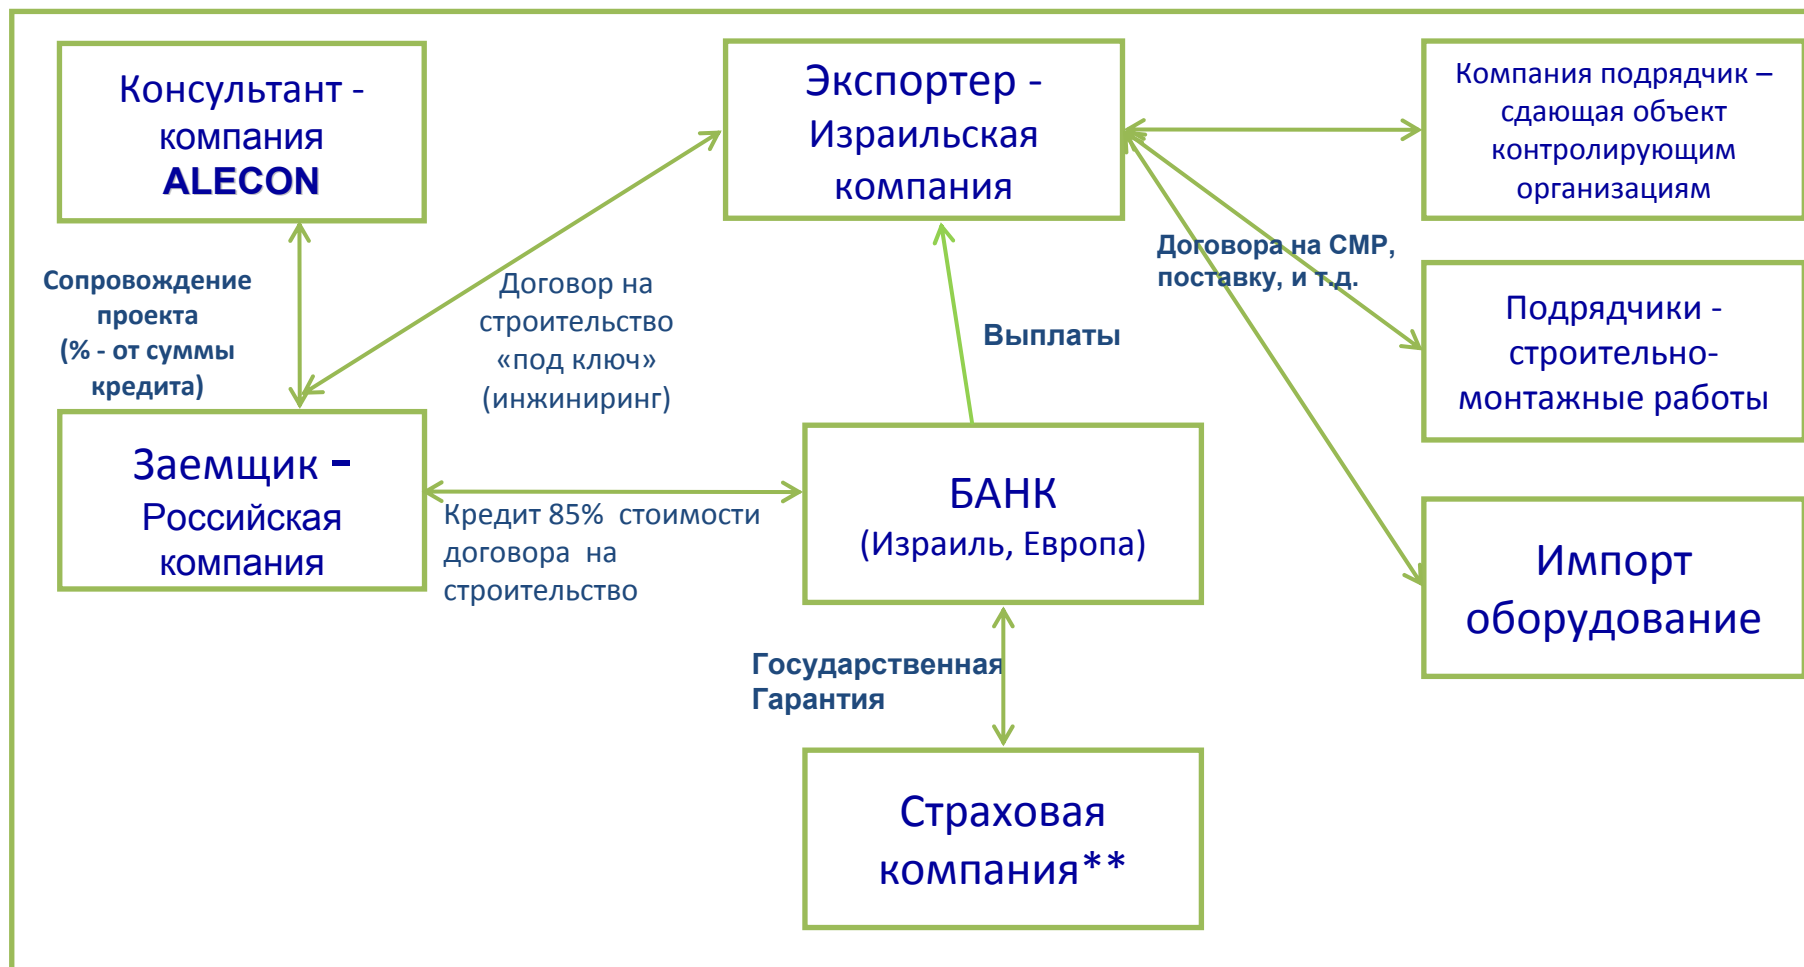 Консультант -
компания
ALECON
Экспортер -
Израильская
компания
Компания подрядчик –
сдающая объект
контролирующим
организациям
Сопровождение
проекта
(% - от суммы
кредита)
Договор на
строительство
«под ключ»
(инжиниринг)
Выплаты
Договора на СМР,
поставку, и т.д.
Подрядчики -
строительно-
монтажные работы
Заемщик –
Российская
компания
Кредит 85% стоимости
договора на
строительство
БАНК
(Израиль, Европа)
Импорт
оборудование
Государственная
Гарантия
Страховая
компания**